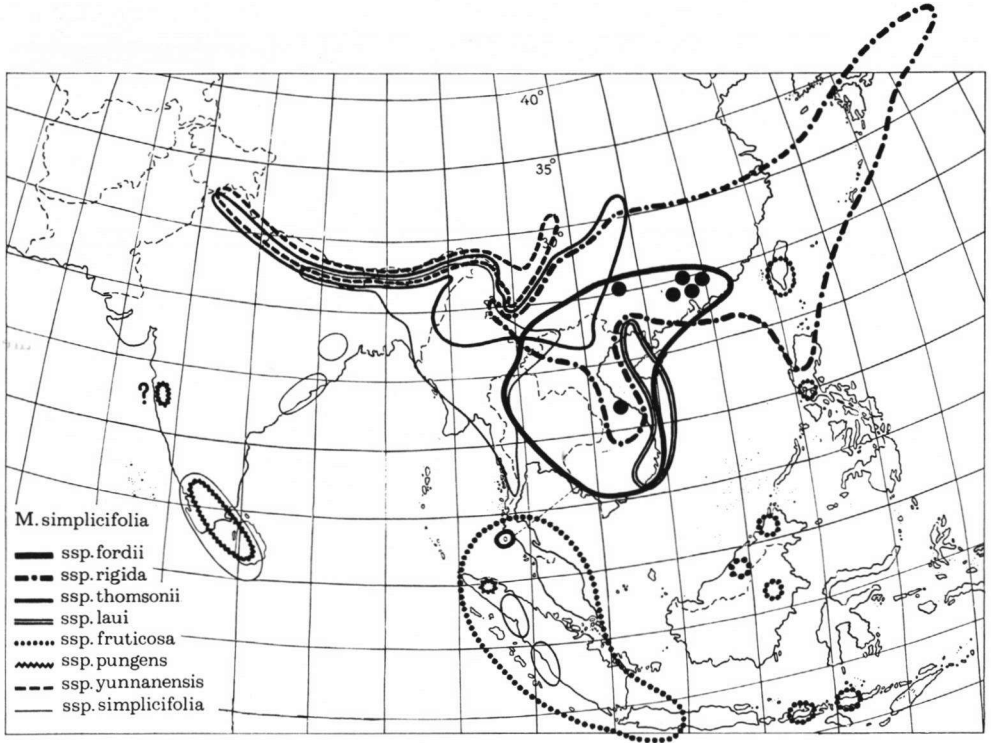 40°
35°
30°
?
M. simplicifolia
ssp. fordii
ssp. rigida
ssp. thomsonii
ssp. laui
ssp. fruticosa
ssp. pungens
ssp. yunnanensis
ssp. simplicifolia